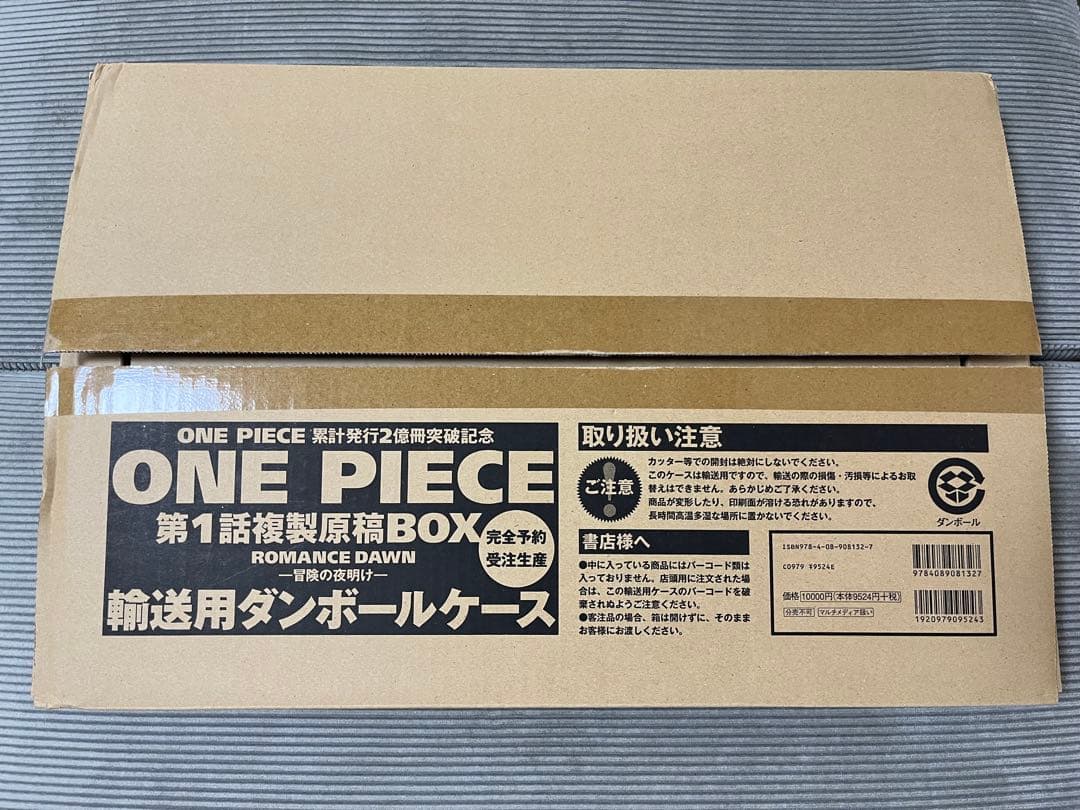 ONE PIECE 累計発行2億冊突破記念
ONE PIECE
第1話複製原稿BOX
ROMANCE DAWN
―冒険の夜明け―
完全予約
受注生産
輸送用ダンボールケース
取り扱い注意
ご注意
カッター等での開封は絶対にしないでください。
このケースは輸送用ですので、輸送の際の損傷・汚損等によるお取
替えはできません。あらかじめご了承ください。
商品が変形したり、印刷面が溶ける恐れがありますので、
長時間高温多湿な場所に置かないでください。
ダンボール
書店様へ
●中に入っている商品にはバーコード類は
入っておりません。店頭用に注文された場
合は、この輸送用ケースのバーコードを破
棄されぬようご注意ください。
●客注品の場合、箱は開けずに、そのまま
お客様にお渡しください。
ISBN978-4-08-908132-7
C0979 ¥9524E
価格 10000円(本体9524円+税)
分売不可 マルチメディア扱い
9784089081327
1920979095243